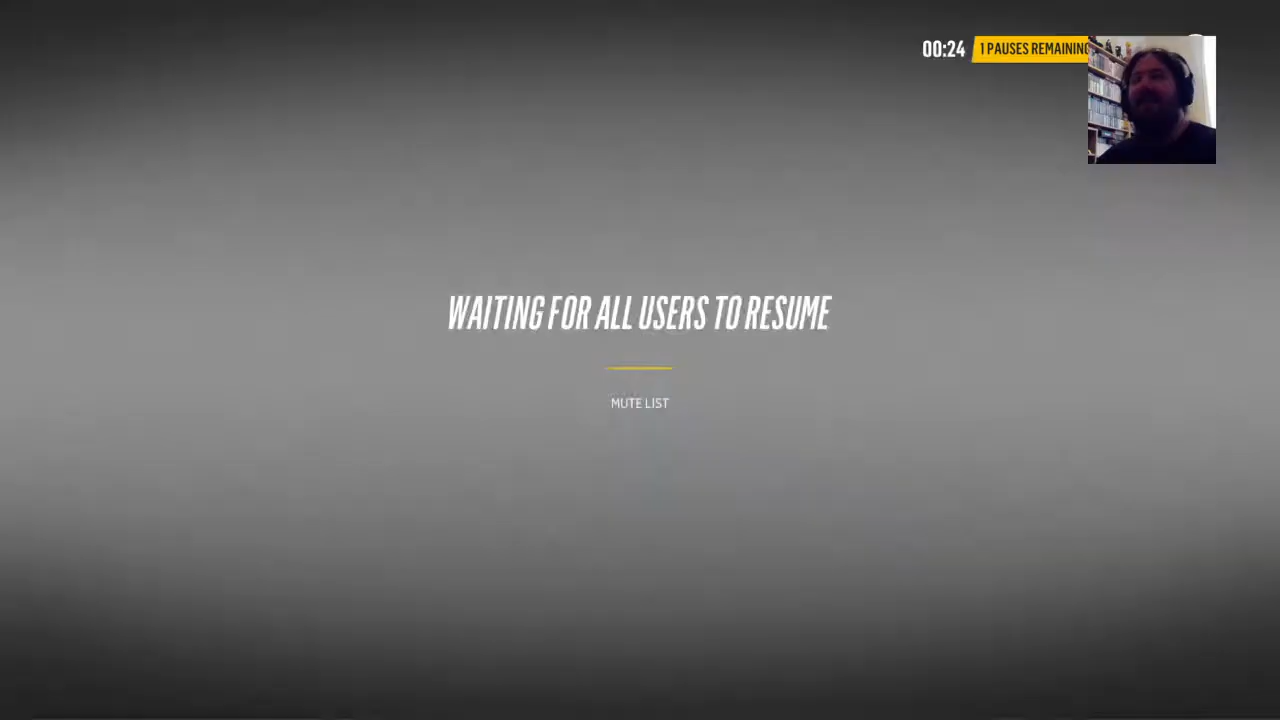 00:24
1 PAUSES REMAINING
WAITING FOR ALL USERS TO RESUME
MUTE LIST